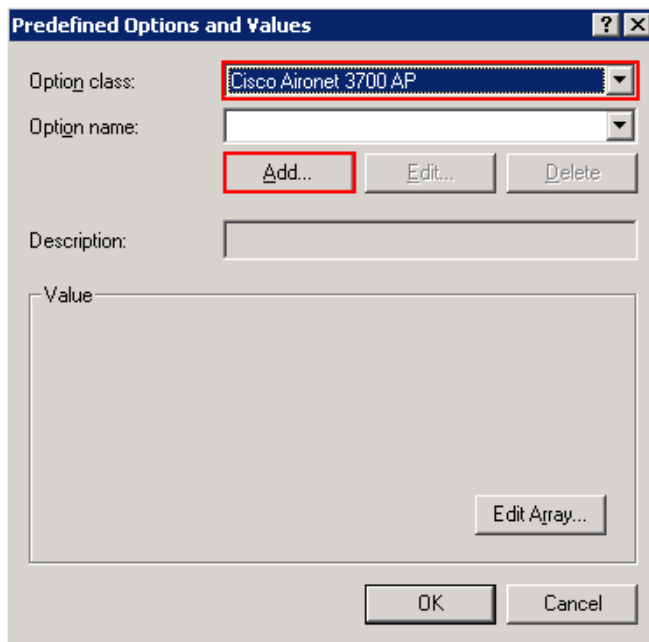 Predefined Options and Values
Option class: Cisco Aironet 3700 AP
Option name:
Add... Edit... Delete
Description:
Value
Edit Array...
OK Cancel